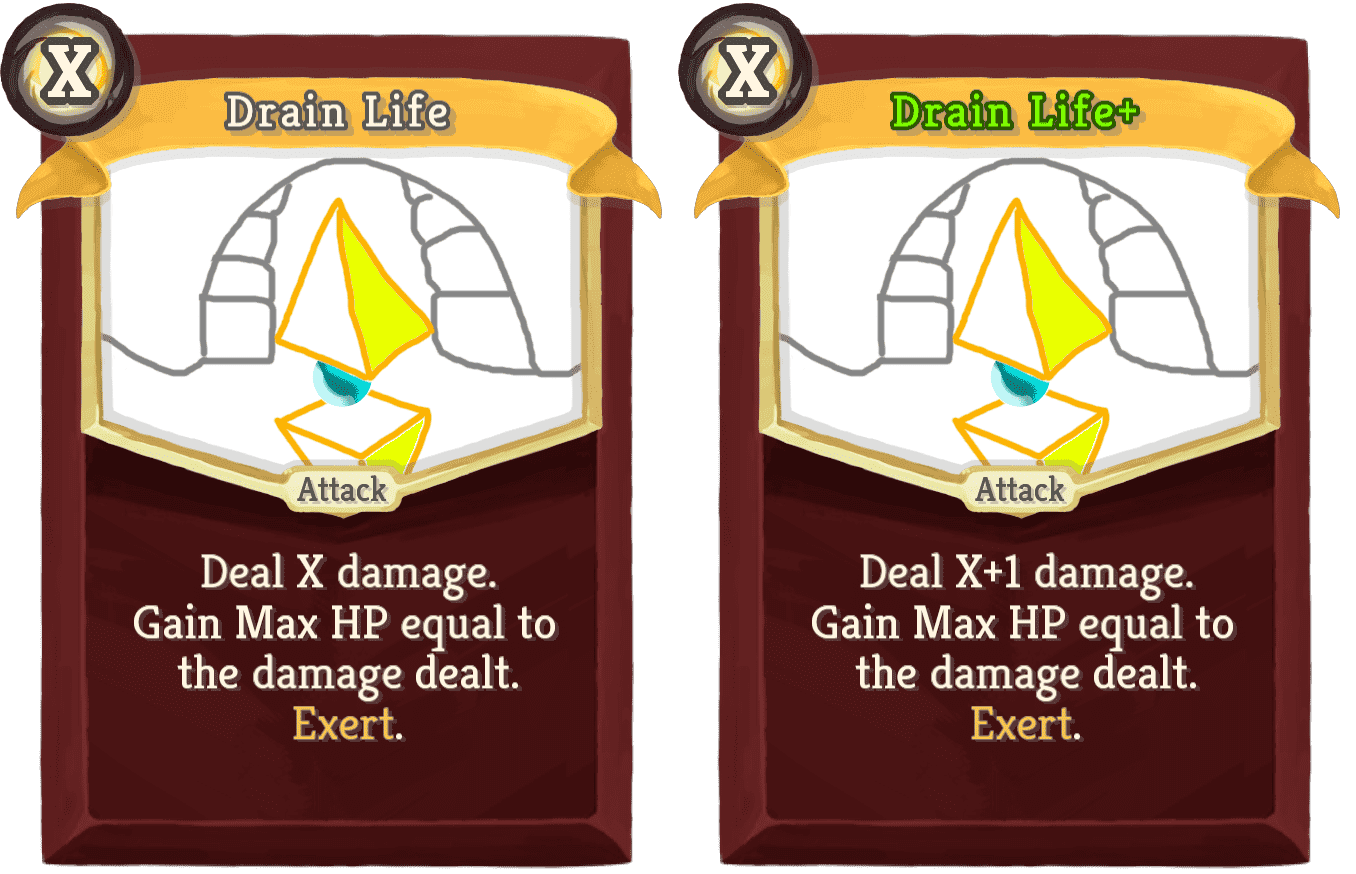 X
Drain Life
Attack
Deal X damage.
Gain Max HP equal to
the damage dealt.
Exert.
X
Drain Life+
Attack
Deal X+1 damage.
Gain Max HP equal to
the damage dealt.
Exert.